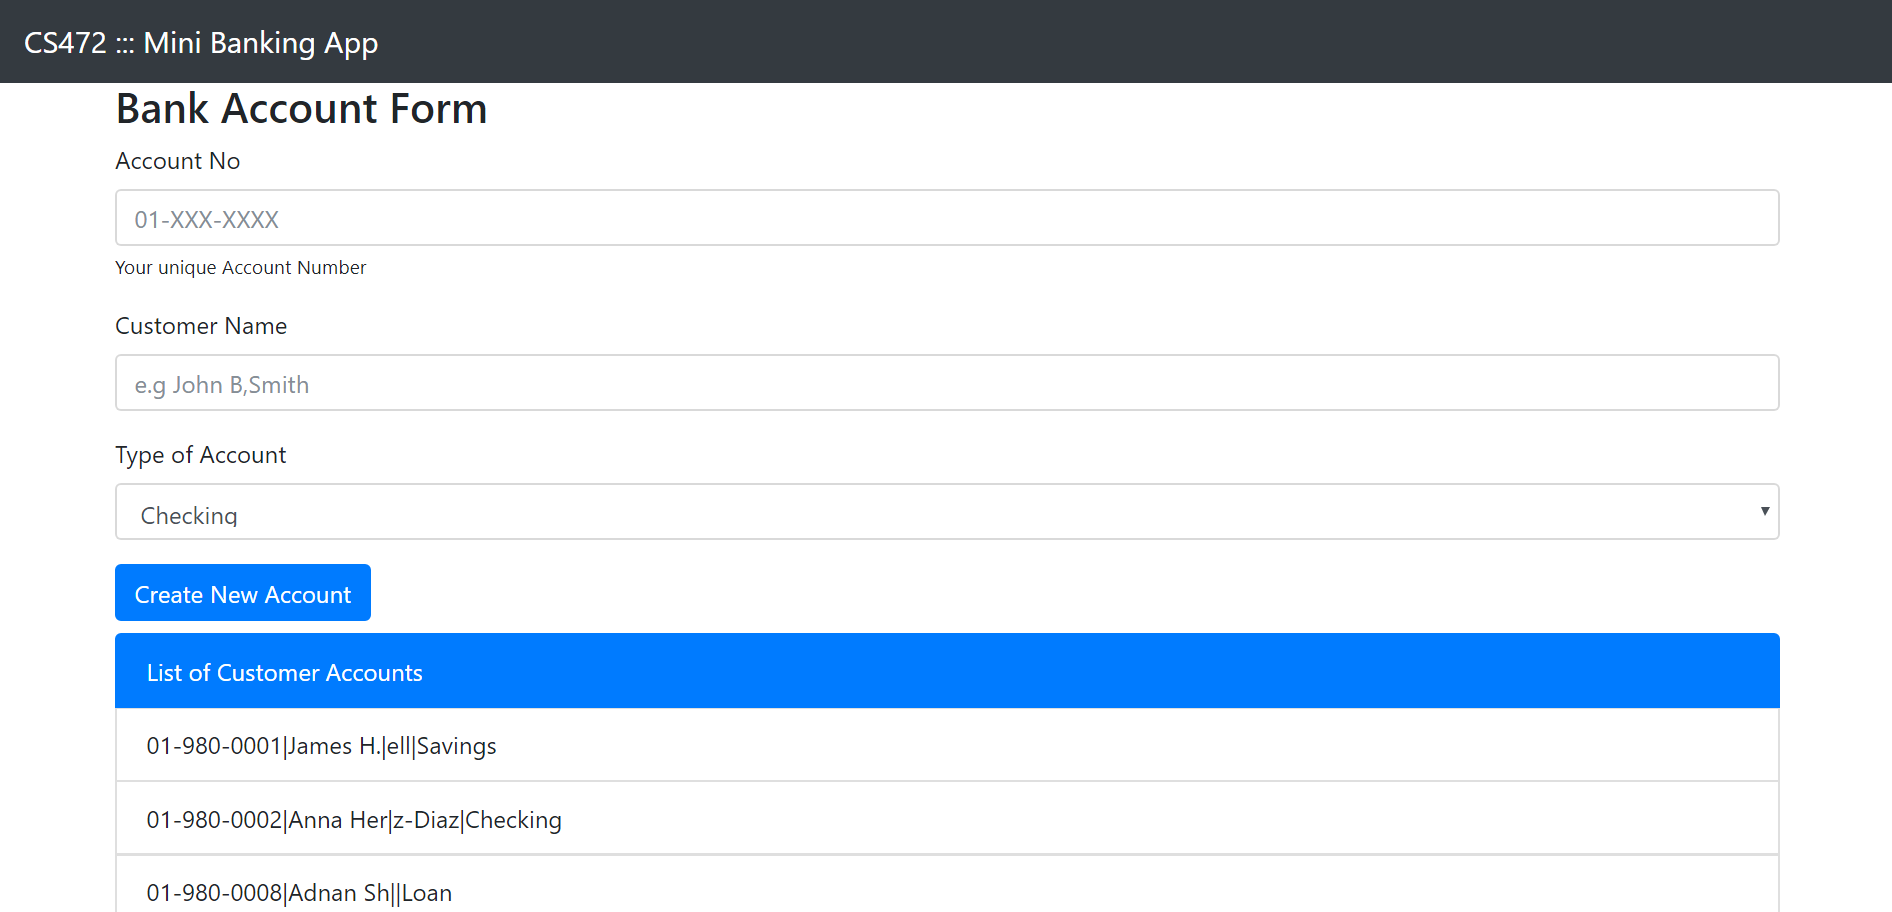 CS472 ::: Mini Banking App
Bank Account Form
Account No
01-XXX-XXXX
Your unique Account Number
Customer Name
e.g John B,Smith
Type of Account
Checking
Create New Account
List of Customer Accounts
01-980-0001|James H.|ell|Savings
01-980-0002|Anna Her|z-Diaz|Checking
01-980-0008|Adnan Sh||Loan